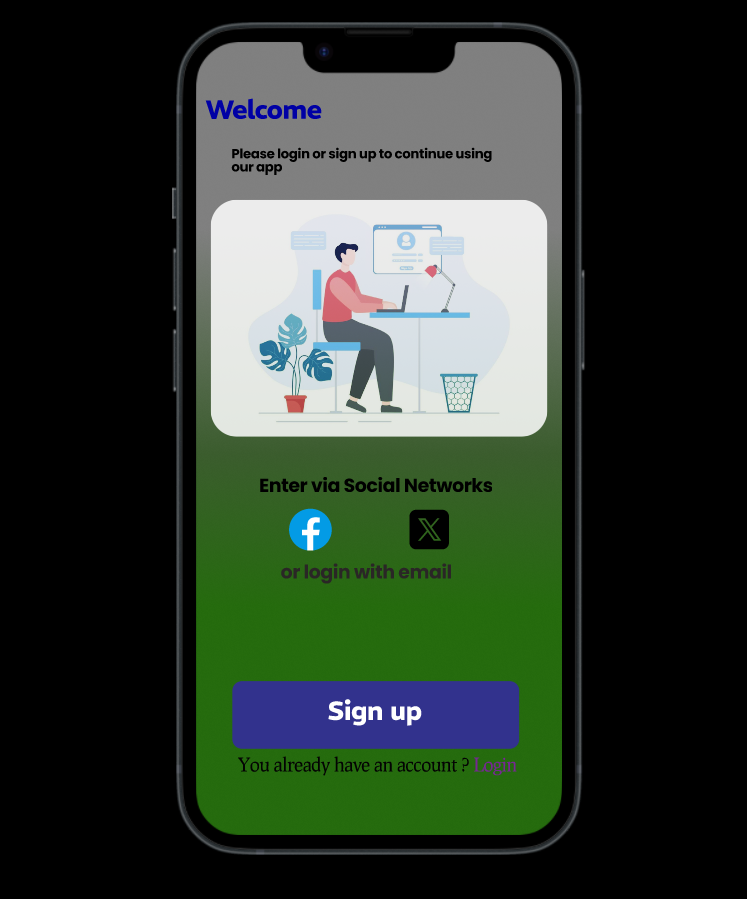 Welcome
Please login or sign up to continue using
our app
Enter via Social Networks
or login with email
Sign up
You already have an account ? Login